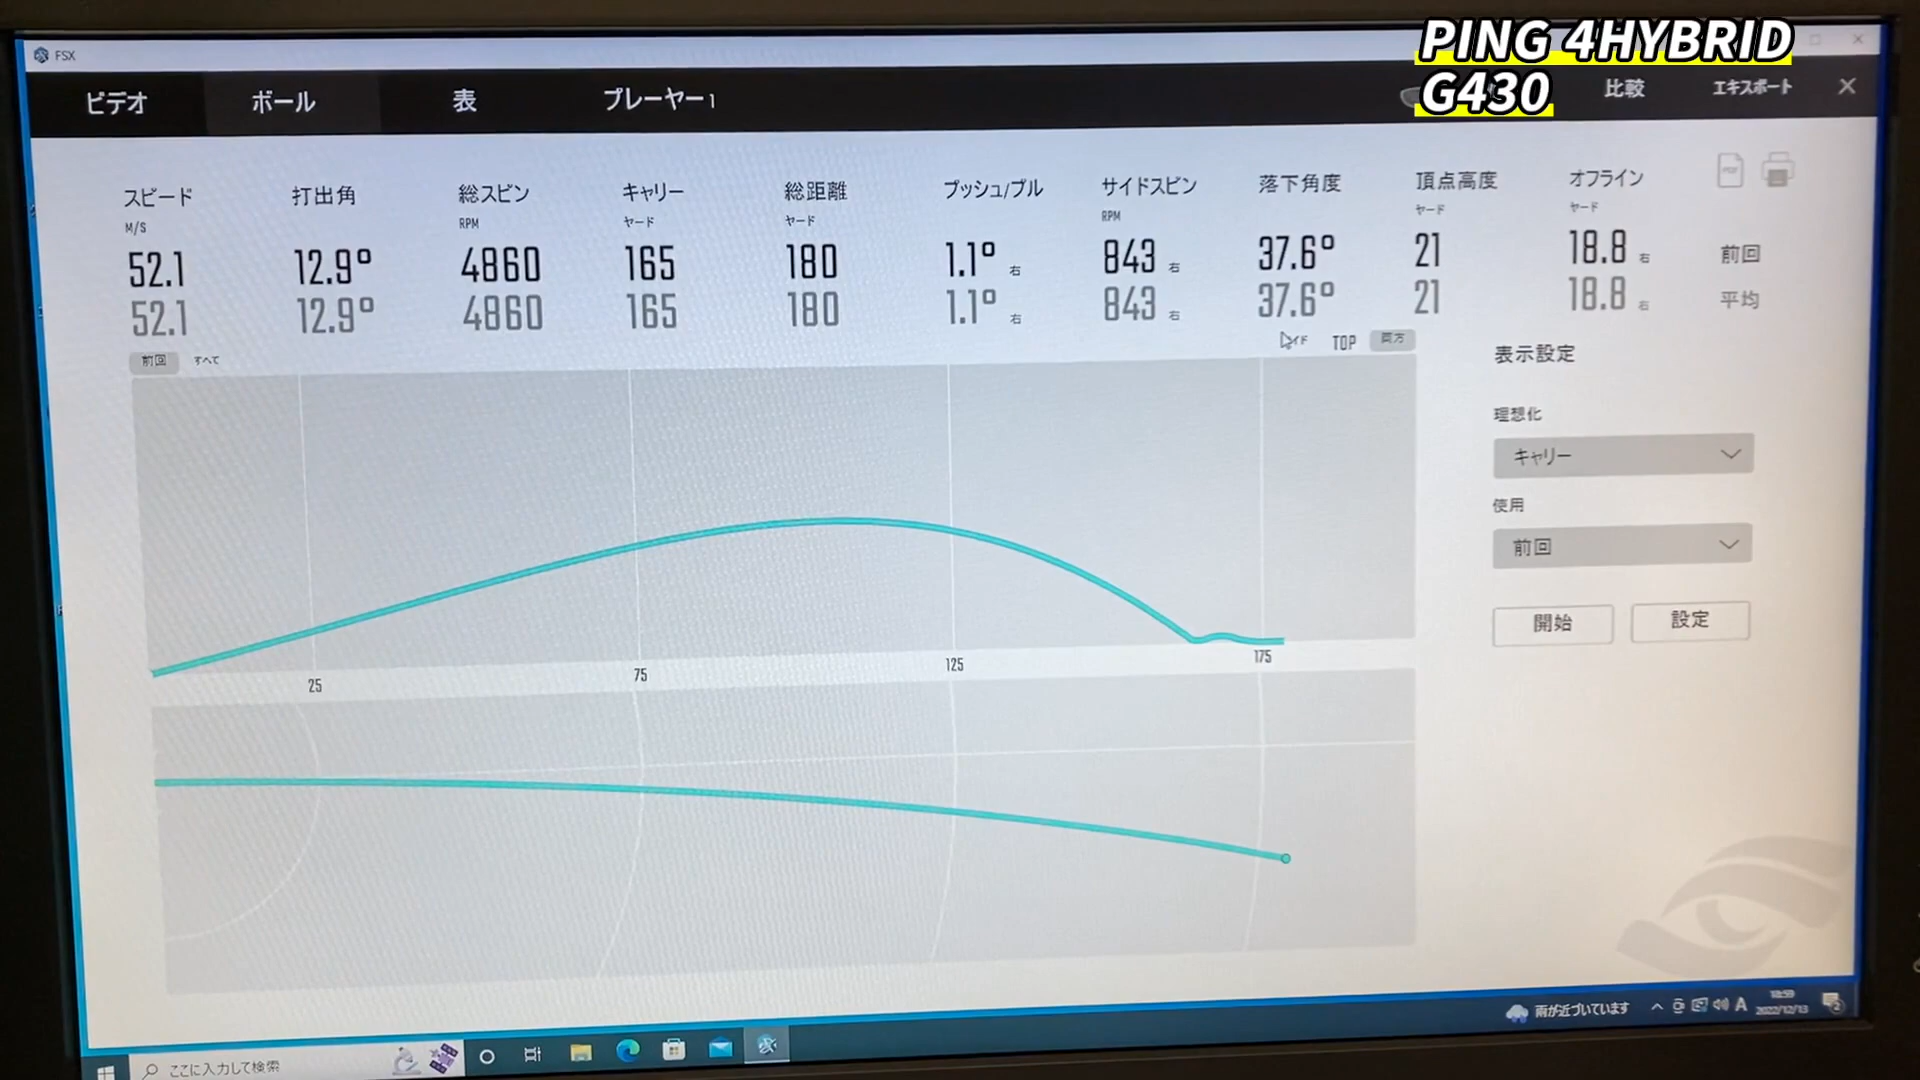 PING 4HYBRID
G430
FSX
ビデオ ボール 表 プレーヤー1 比較 エキスポート
スピード 打出角 総スピン キャリー 総距離 プッシュ/プル サイドスピン 落下角度 頂点高度 オフライン
M/S RPM ヤード ヤード RPM ヤード ヤード
52.1 12.9° 4860 165 180 1.1° 右 843 右 37.6° 21 18.8 右 前回
52.1 12.9° 4860 165 180 1.1° 右 843 右 37.6° 21 18.8 右 平均
前回 すべて TOP 両方
表示設定
理想化
キャリー
使用
前回
開始 設定
25 75 125 175
雨が近づいています A
2022/12/13
ここに入力して検索